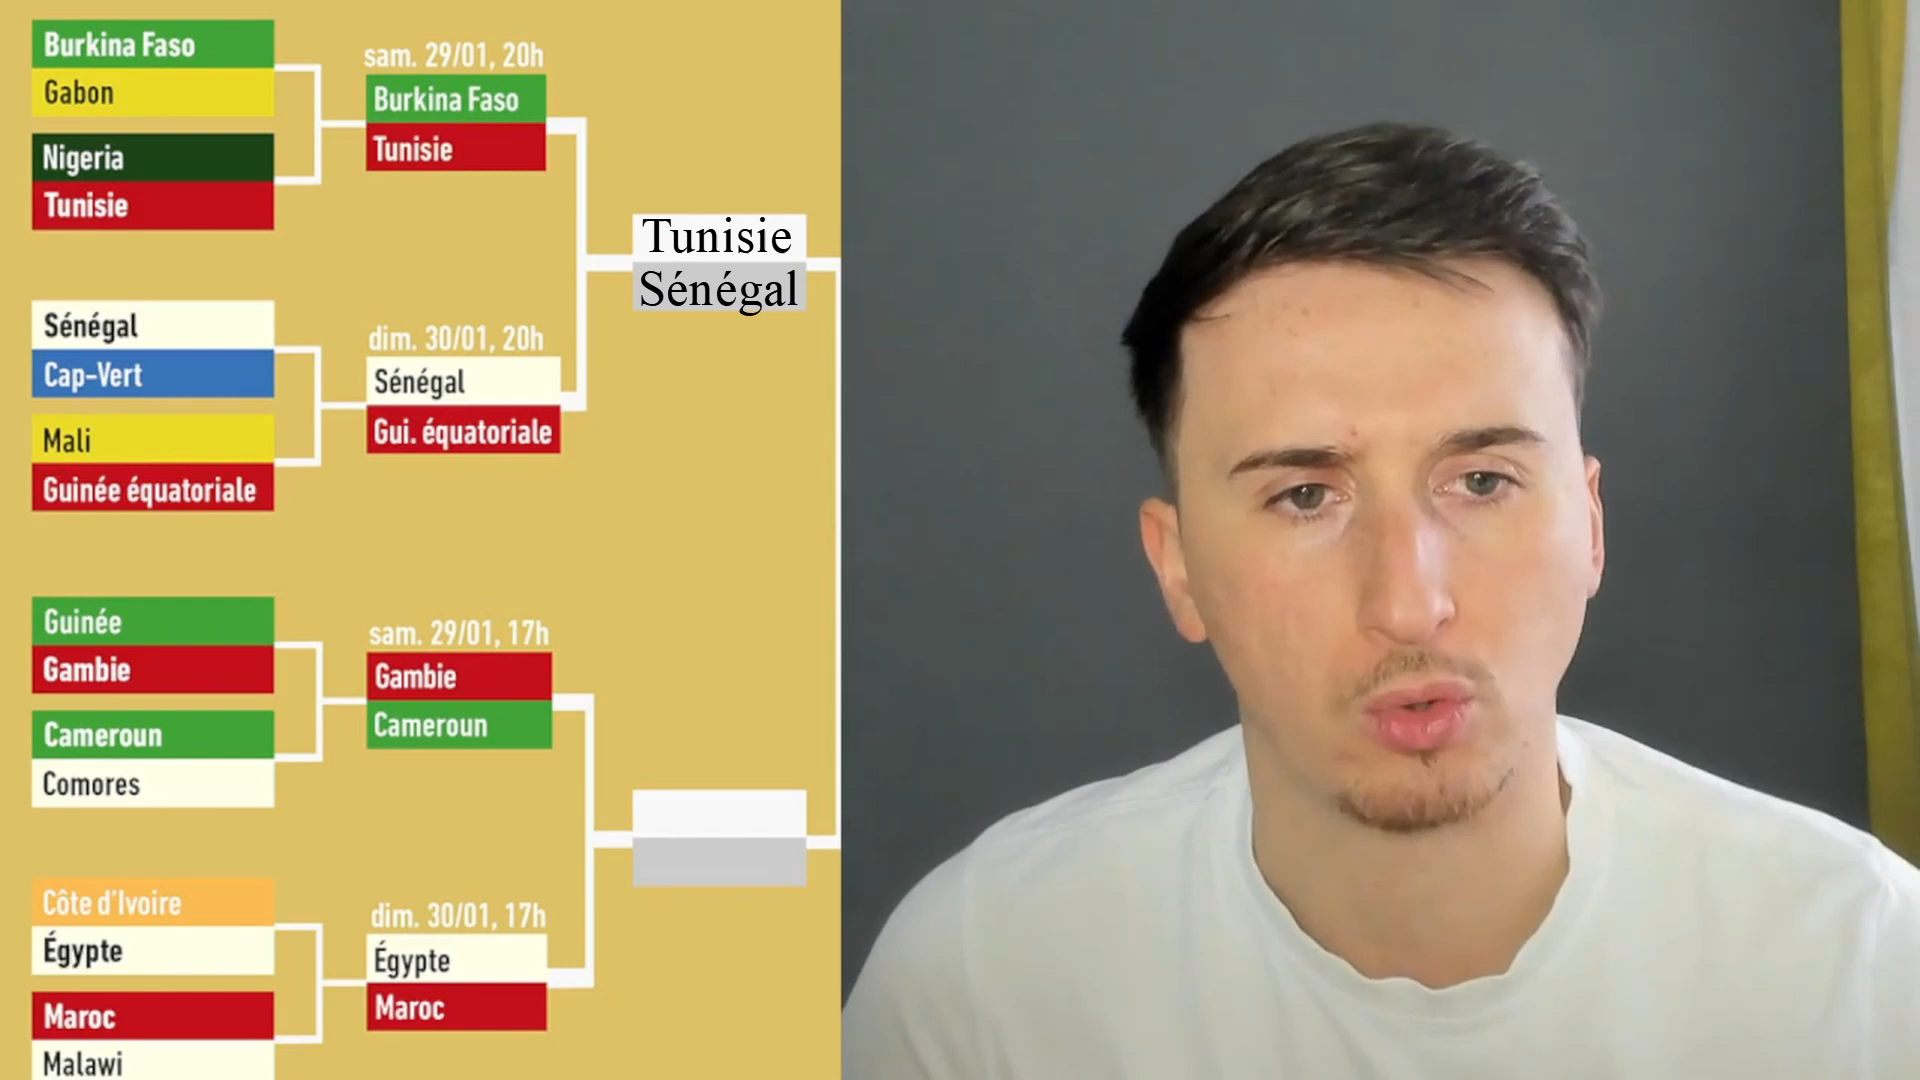 Burkina Faso
Gabon
Nigeria
Tunisie
Sénégal
Cap-Vert
Mali
Guinée équatoriale
Guinée
Gambie
Cameroun
Comores
Côte d'Ivoire
Égypte
Maroc
Malawi
sam. 29/01, 20h
Burkina Faso
Tunisie
dim. 30/01, 20h
Sénégal
Gui. équatoriale
sam. 29/01, 17h
Gambie
Cameroun
dim. 30/01, 17h
Égypte
Maroc
Tunisie
Sénégal